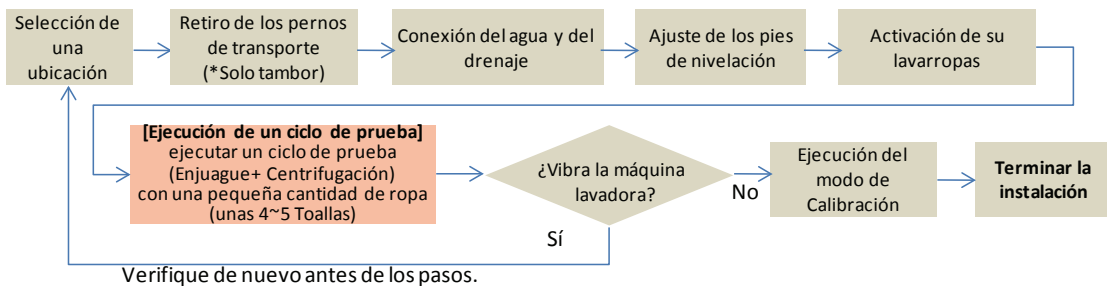 Selección de
una
ubicación
Retiro de los pernos
de transporte
(*Solo tambor)
Conexión del agua y del
drenaje
Ajuste de los pies
de nivelación
Activación de su
lavarropas
[Ejecución de un ciclo de prueba]
ejecutar un ciclo de prueba
(Enjuague+ Centrifugación)
con una pequeña cantidad de ropa
(unas 4~5 Toallas)
¿Vibra la máquina
lavadora?
No
Ejecución del
modo de
Calibración
Terminar la
instalación
Sí
Verifique de nuevo antes de los pasos.